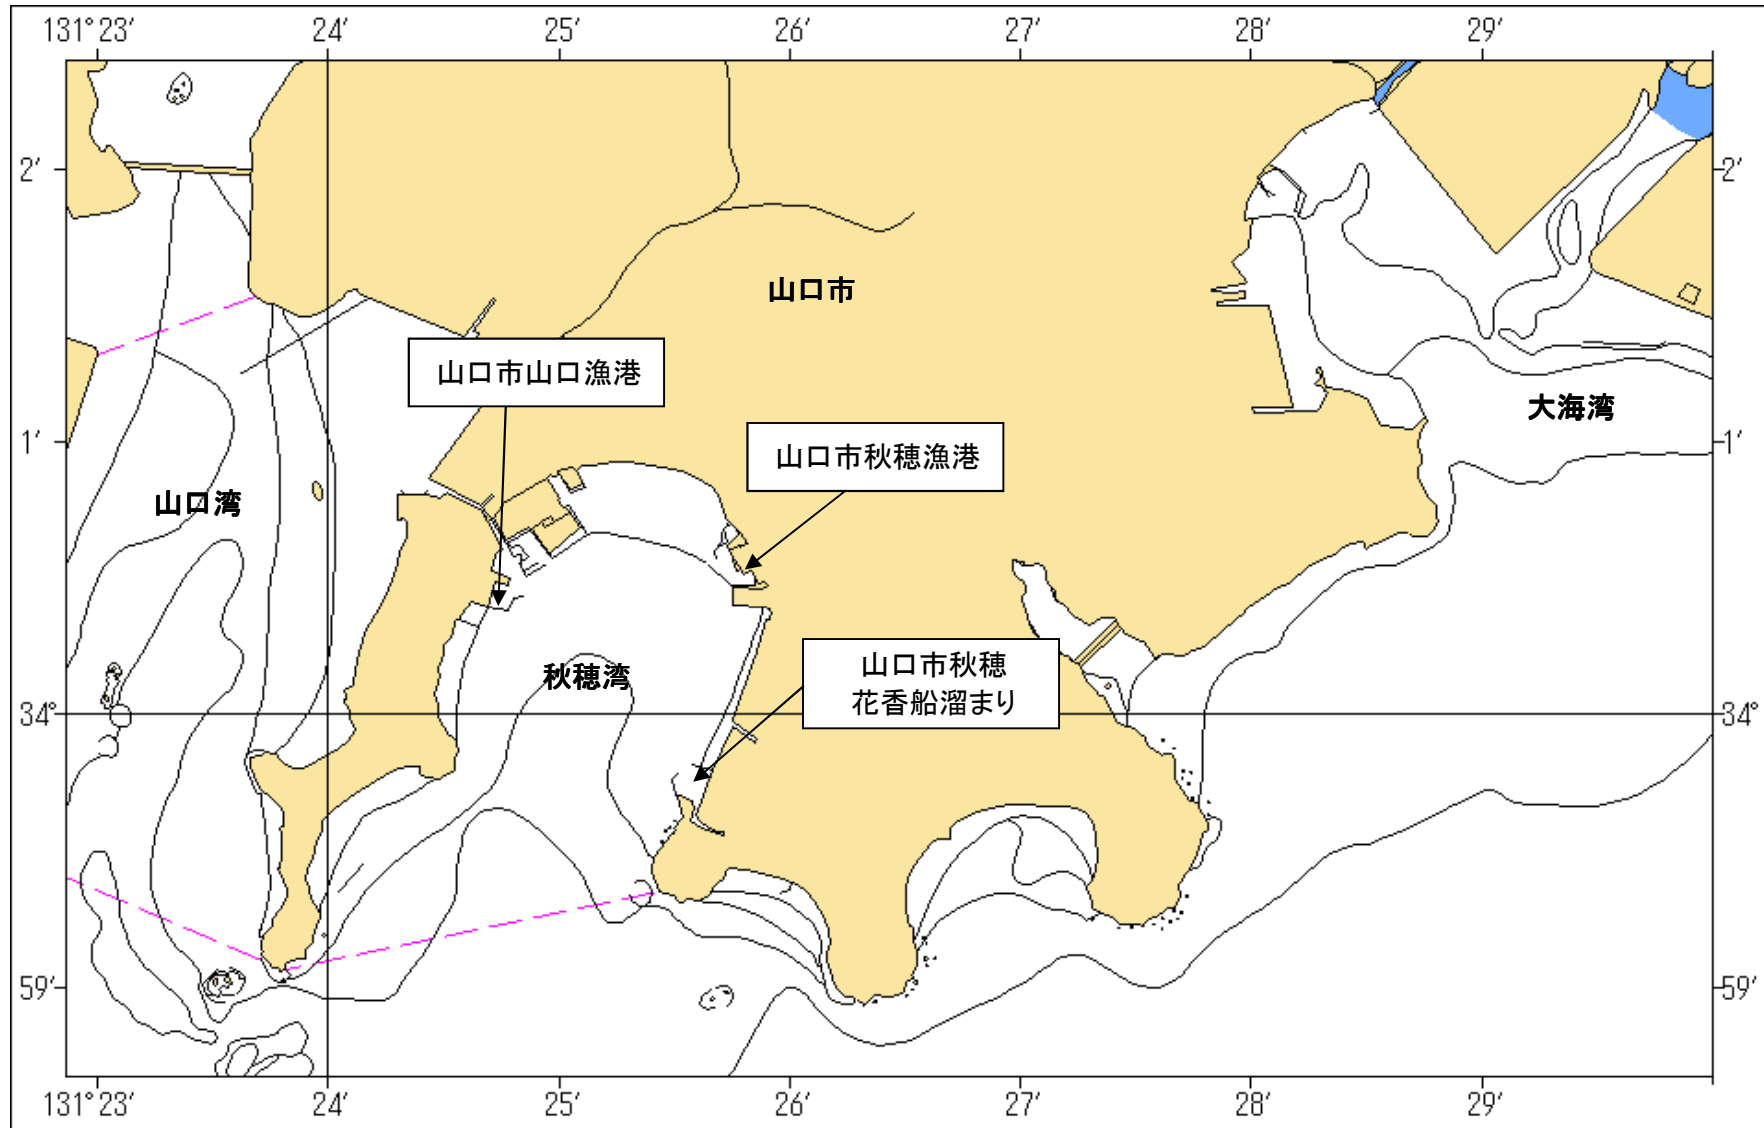 131°23′ 24′ 25′ 26′ 27′ 28′ 29′
2′ 2′
山口市
山口市山口漁港
大海湾
1′ 1′
山口市秋穂漁港
山口湾
秋穂湾
山口市秋穂
花香船溜まり
34° 34°
59′ 59′
131°23′ 24′ 25′ 26′ 27′ 28′ 29′